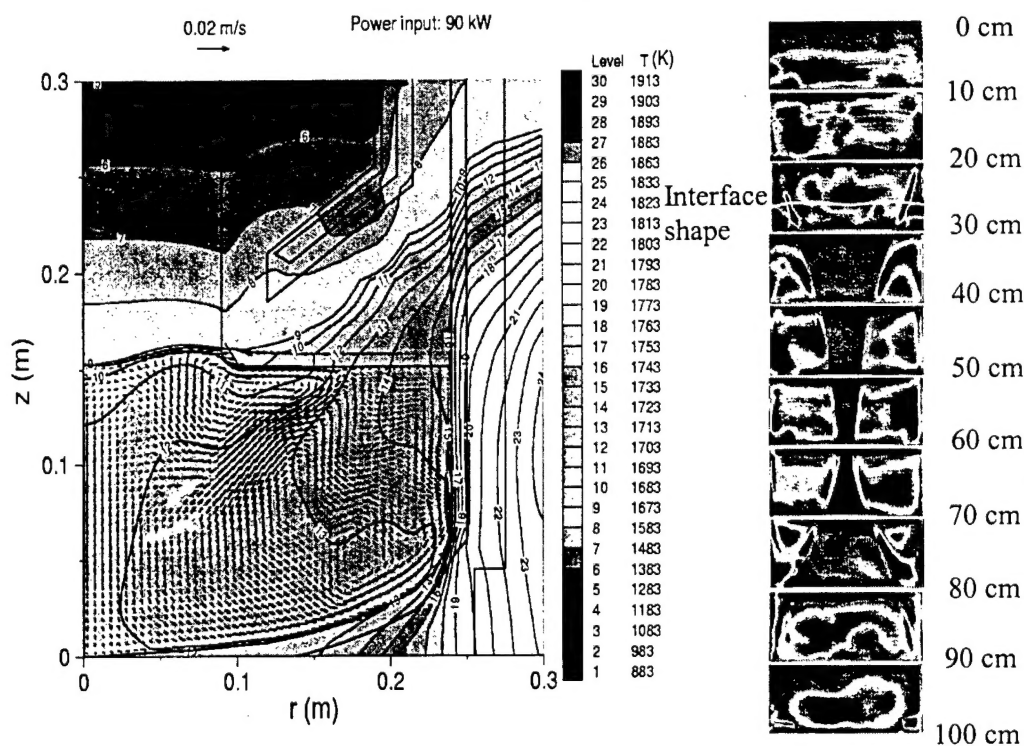 0.02 m/s
Power input: 90 kW
Level T (K)
30 1913
29 1903
28 1893
27 1883
26 1863
25 1833
24 1823
23 1813
22 1803
21 1793
20 1783
19 1773
18 1763
17 1753
16 1743
15 1733
14 1723
13 1713
12 1703
11 1693
10 1683
9 1673
8 1583
7 1483
6 1383
5 1283
4 1183
3 1083
2 983
1 883
0.3
0.2
0.1
0
z (m)
0
0.1
0.2
0.3
r (m)
Interface
shape
0 cm
10 cm
20 cm
30 cm
40 cm
50 cm
60 cm
70 cm
80 cm
90 cm
100 cm